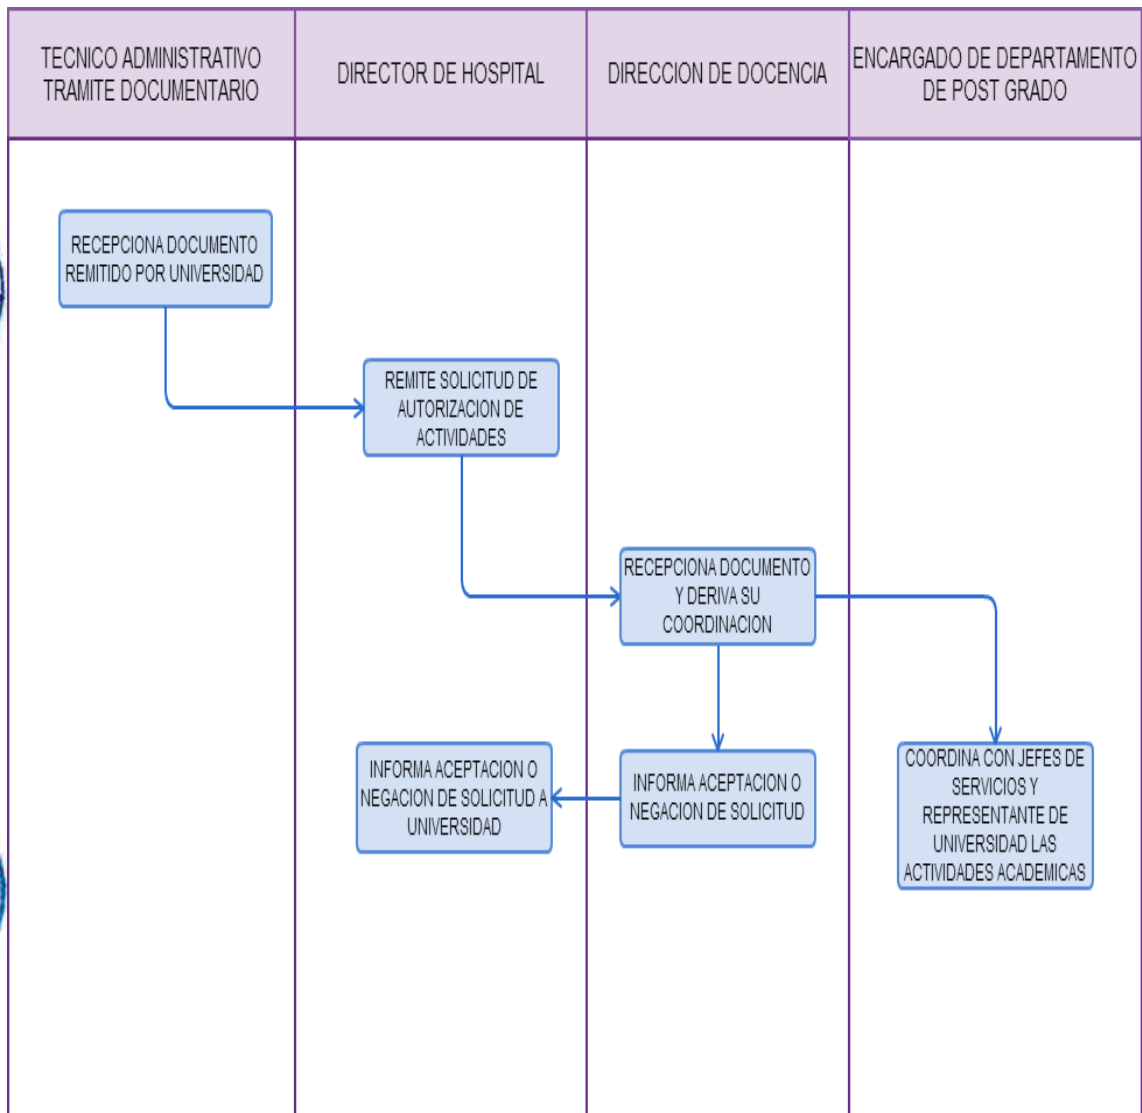 TECNICO ADMINISTRATIVO
TRAMITE DOCUMENTARIO
DIRECTOR DE HOSPITAL
DIRECCION DE DOCENCIA
ENCARGADO DE DEPARTAMENTO
DE POST GRADO
RECEPCIONA DOCUMENTO
REMITIDO POR UNIVERSIDAD
REMITE SOLICITUD DE
AUTORIZACION DE
ACTIVIDADES
RECEPCIONA DOCUMENTO
Y DERIVA SU
COORDINACION
INFORMA ACEPTACION O
NEGACION DE SOLICITUD A
UNIVERSIDAD
INFORMA ACEPTACION O
NEGACION DE SOLICITUD
COORDINA CON JEFES DE
SERVICIOS Y
REPRESENTANTE DE
UNIVERSIDAD LAS
ACTIVIDADES ACADEMICAS